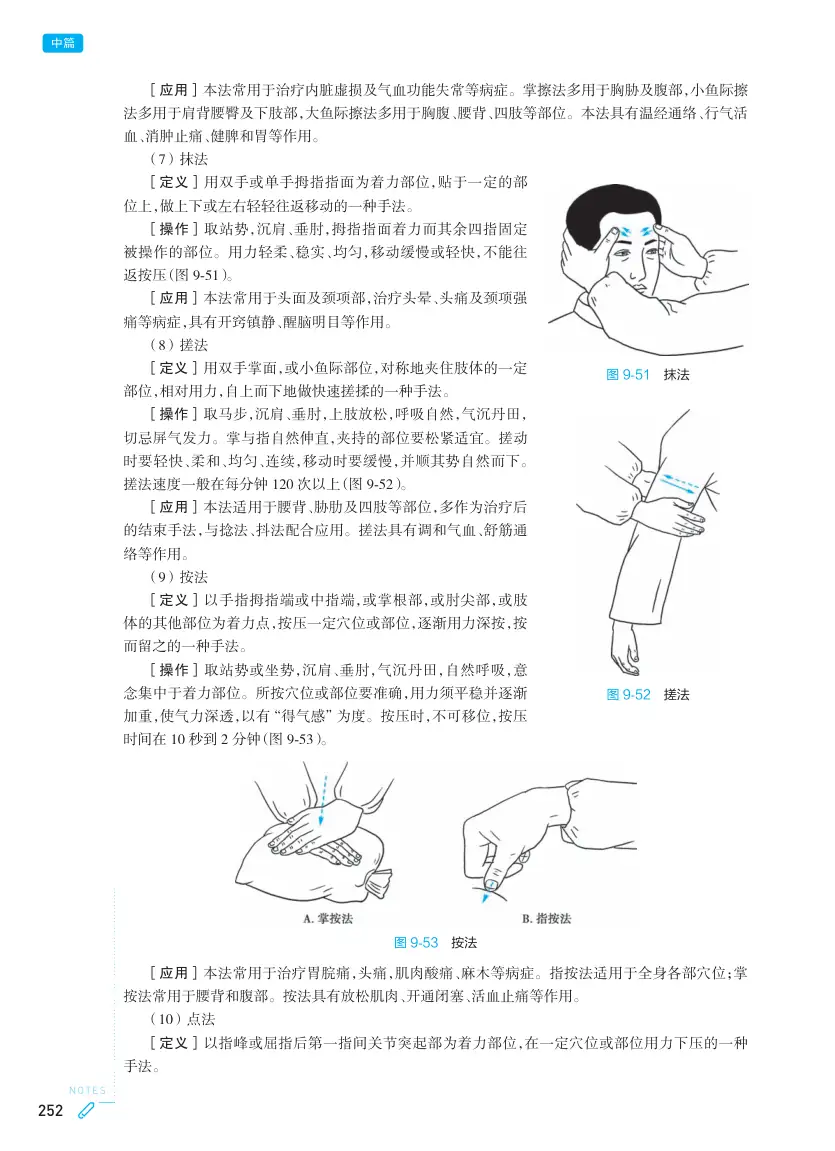 中篇
［应用］本法常用于治疗内脏虚损及气血功能失常等病症。掌擦法多用于胸胁及腹部，小鱼际擦
法多用于肩背腰臀及下肢部，大鱼际擦法多用于胸腹、腰背、四肢等部位。本法具有温经通络、行气活
血、消肿止痛、健脾和胃等作用。
（7）抹法
［定义］用双手或单手拇指指面为着力部位，贴于一定的部
位上，做上下或左右轻轻往返移动的一种手法。
［操作］取站势，沉肩、垂肘，拇指指面着力而其余四指固定
被操作的部位。用力轻柔、稳实、均匀，移动缓慢或轻快，不能往
返按压（图 9-51）。
［应用］本法常用于头面及颈项部，治疗头晕、头痛及颈项强
痛等病症，具有开窍镇静、醒脑明目等作用。
图 9-51 抹法
（8）搓法
［定义］用双手掌面，或小鱼际部位，对称地夹住肢体的一定
部位，相对用力，自上而下地做快速搓揉的一种手法。
［操作］取马步，沉肩、垂肘，上肢放松，呼吸自然，气沉丹田，
切忌屏气发力。掌与指自然伸直，夹持的部位要松紧适宜。搓动
时要轻快、柔和、均匀、连续，移动时要缓慢，并顺其势自然而下。
搓法速度一般在每分钟 120 次以上（图 9-52）。
［应用］本法适用于腰背、胁肋及四肢等部位，多作为治疗后
的结束手法，与捻法、抖法配合应用。搓法具有调和气血、舒筋通
络等作用。
图 9-52 搓法
（9）按法
［定义］以手指拇指端或中指端，或掌根部，或肘尖部，或肢
体的其他部位为着力点，按压一定穴位或部位，逐渐用力深按，按
而留之的一种手法。
［操作］取站势或坐势，沉肩、垂肘，气沉丹田，自然呼吸，意
念集中于着力部位。所按穴位或部位要准确，用力须平稳并逐渐
加重，使气力深透，以有“得气感”为度。按压时，不可移位，按压
时间在 10 秒到 2 分钟（图 9-53）。
A. 掌按法
B. 指按法
图 9-53 按法
［应用］本法常用于治疗胃脘痛，头痛，肌肉酸痛、麻木等病症。指按法适用于全身各部穴位；掌
按法常用于腰背和腹部。按法具有放松肌肉、开通闭塞、活血止痛等作用。
（10）点法
［定义］以指峰或屈指后第一指间关节突起部为着力部位，在一定穴位或部位用力下压的一种
手法。
NOTES
252